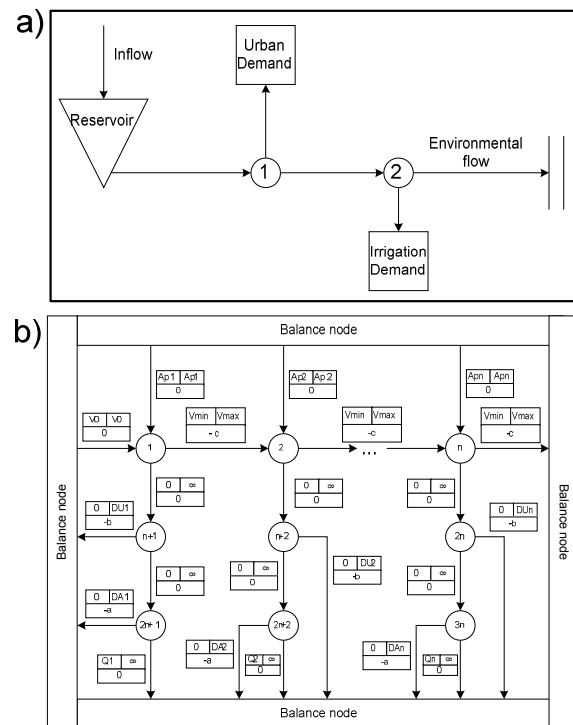 a)
Inflow
Urban
Demand
Reservoir
1
2
Environmental
flow
Irrigation
Demand
b)
Balance node
Balance node
Balance node
Ap1 Ap1
0
Ap2 Ap2
0
Apn Apn
0
V0 V0
0
Vmin Vmax
-c
Vmin Vmax
-c
Vmin Vmax
-c
1
2
...
n
0 ∞
0
0 ∞
0
0 ∞
0
0 DU1
-b
n+1
n+2
2n
0 DUn
-b
0 ∞
0
0 ∞
0
0 DU2
-b
0 ∞
0
0 DA1
-a
2n+1
2n+2
3n
Q1 ∞
0
0 DA2
-a
Q2 ∞
0
0 DAn
-a
Qn ∞
0
Balance node